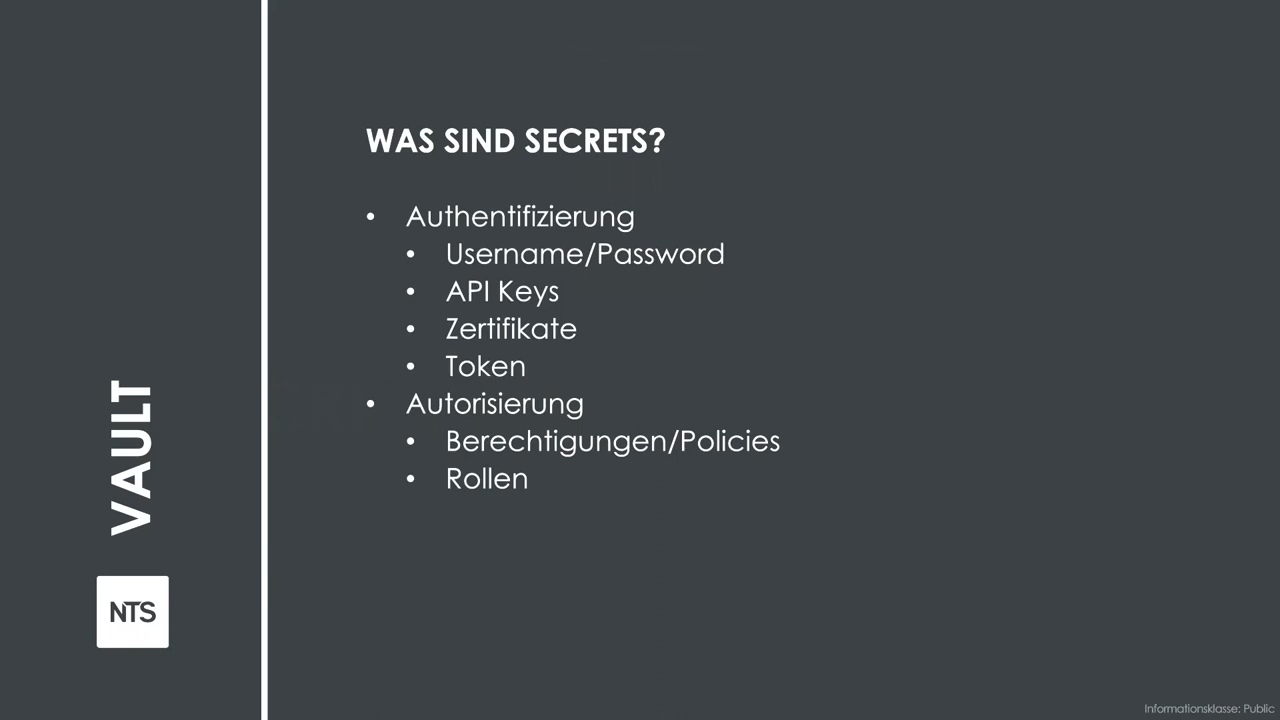 WAS SIND SECRETS?
• Authentifizierung
• Username/Password
• API Keys
• Zertifikate
• Token
• Autorisierung
• Berechtigungen/Policies
• Rollen
VAULT
NTS
Informationsklasse: Public